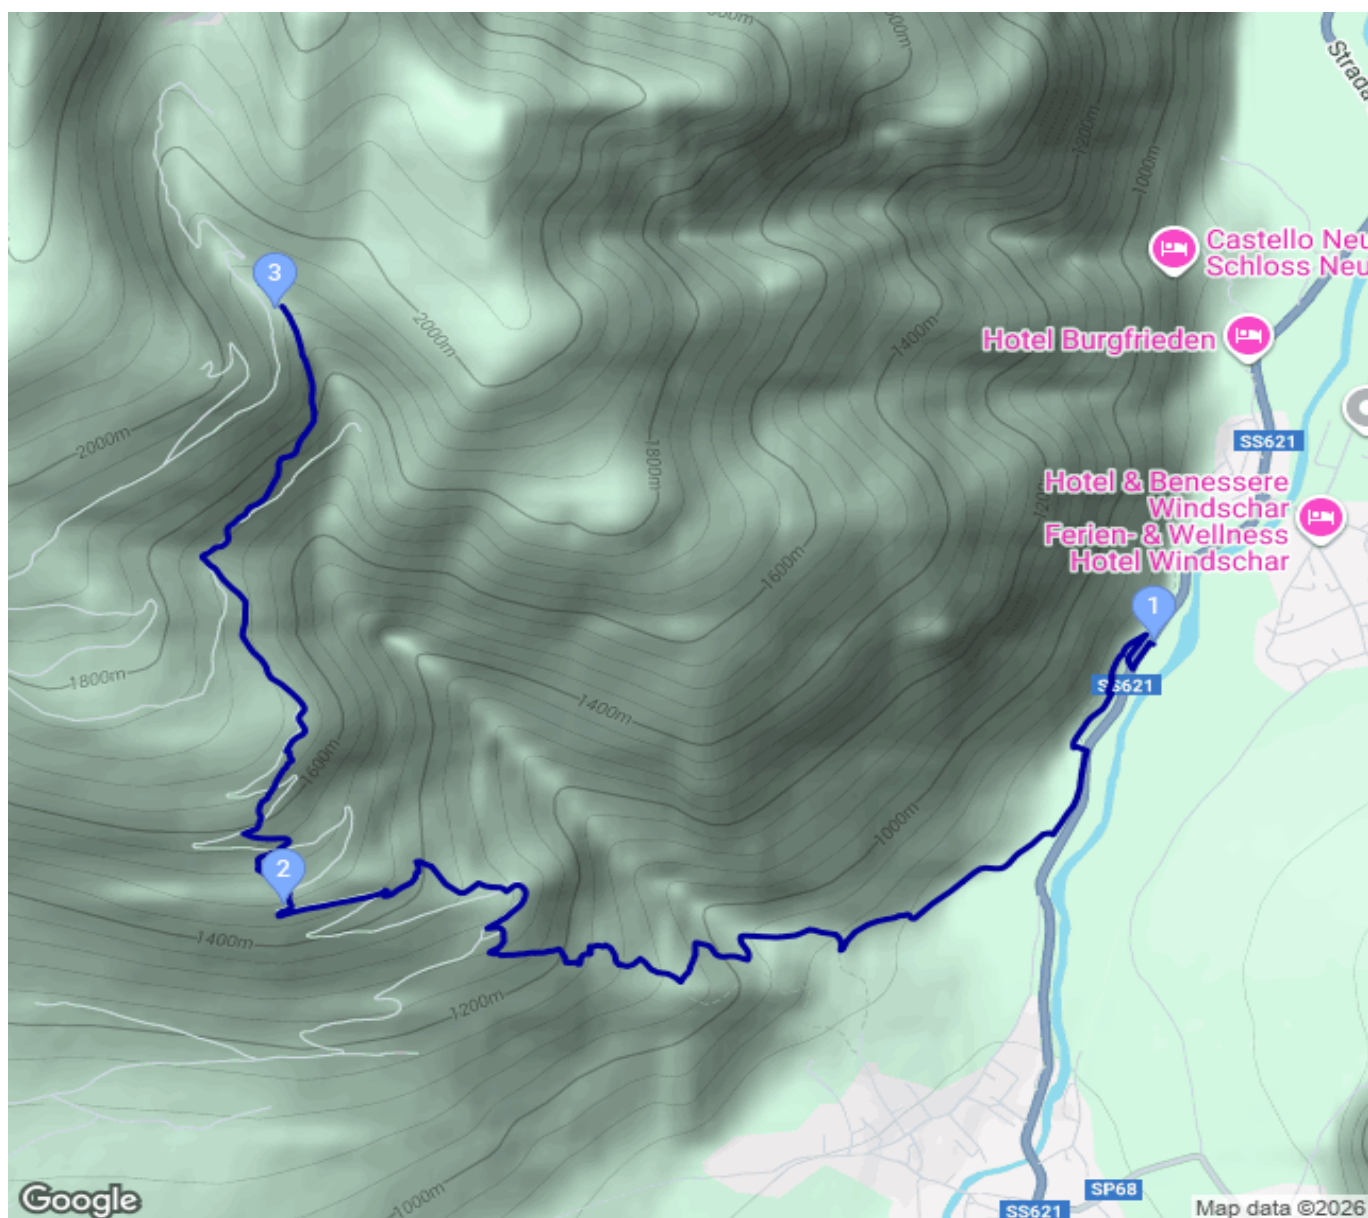 1000m
1200m
1000m
Strada
Castello Neu
Schloss Neu
3
2000m
1400m
Hotel Burgfrieden
2000m
1800m
SS621
Hotel & Benessere
Windschar
Ferien- & Wellness
Hotel Windschar
1600m
1
1800m
SS621
1400m
1600m
1000m
2
1400m
1200m
1000m
SP68
SS621
Google
Map data ©2026